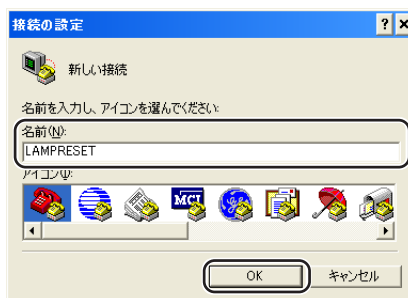 接続の設定
新しい接続
名前を入力し、アイコンを選んでください:
名前(N):
LAMPRESET
アイコン(I):
MCI
OK
キャンセル